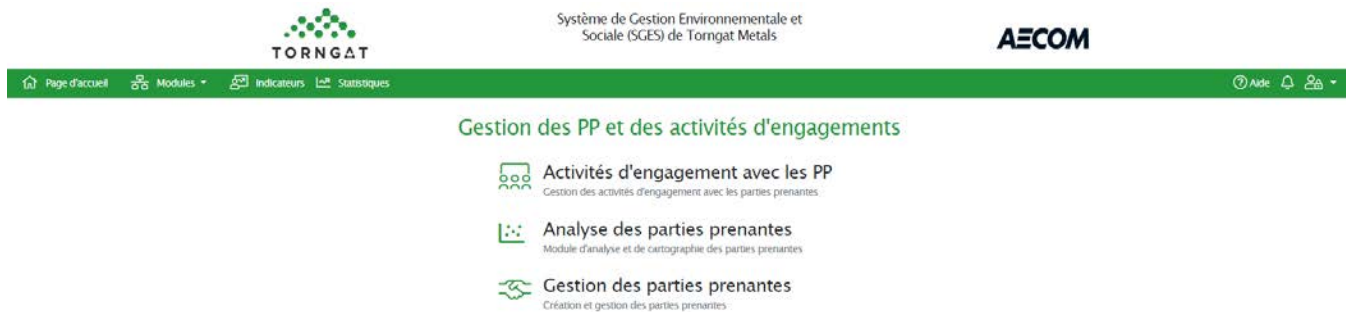 TORNGAT
Système de Gestion Environnementale et
Sociale (SGES) de Torngat Metals
AECOM
Page d'accueil Modules Indicateurs Statistiques Aide
Gestion des PP et des activités d'engagements
Activités d'engagement avec les PP
Gestion des activités d'engagement avec les parties prenantes
Analyse des parties prenantes
Module d'analyse et de cartographie des parties prenantes
Gestion des parties prenantes
Création et gestion des parties prenantes